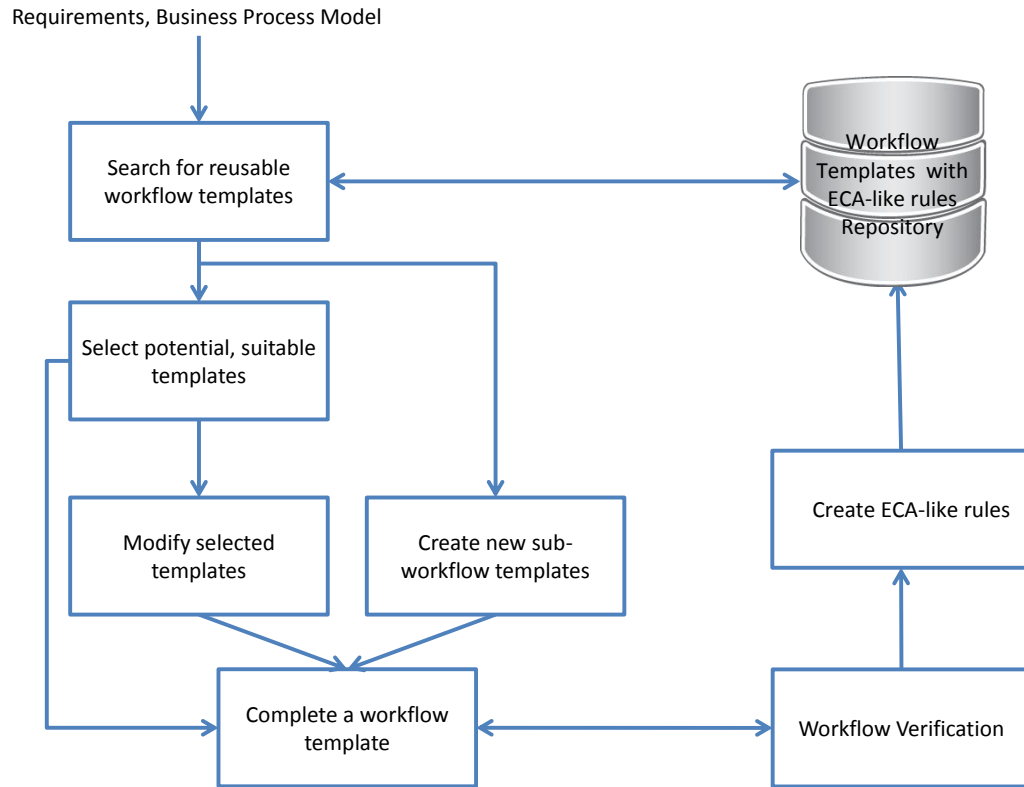 Requirements, Business Process Model
Search for reusable
workflow templates
Workflow
Templates with
ECA-like rules
Repository
Select potential, suitable
templates
Modify selected
templates
Create new sub-
workflow templates
Create ECA-like rules
Complete a workflow
template
Workflow Verification